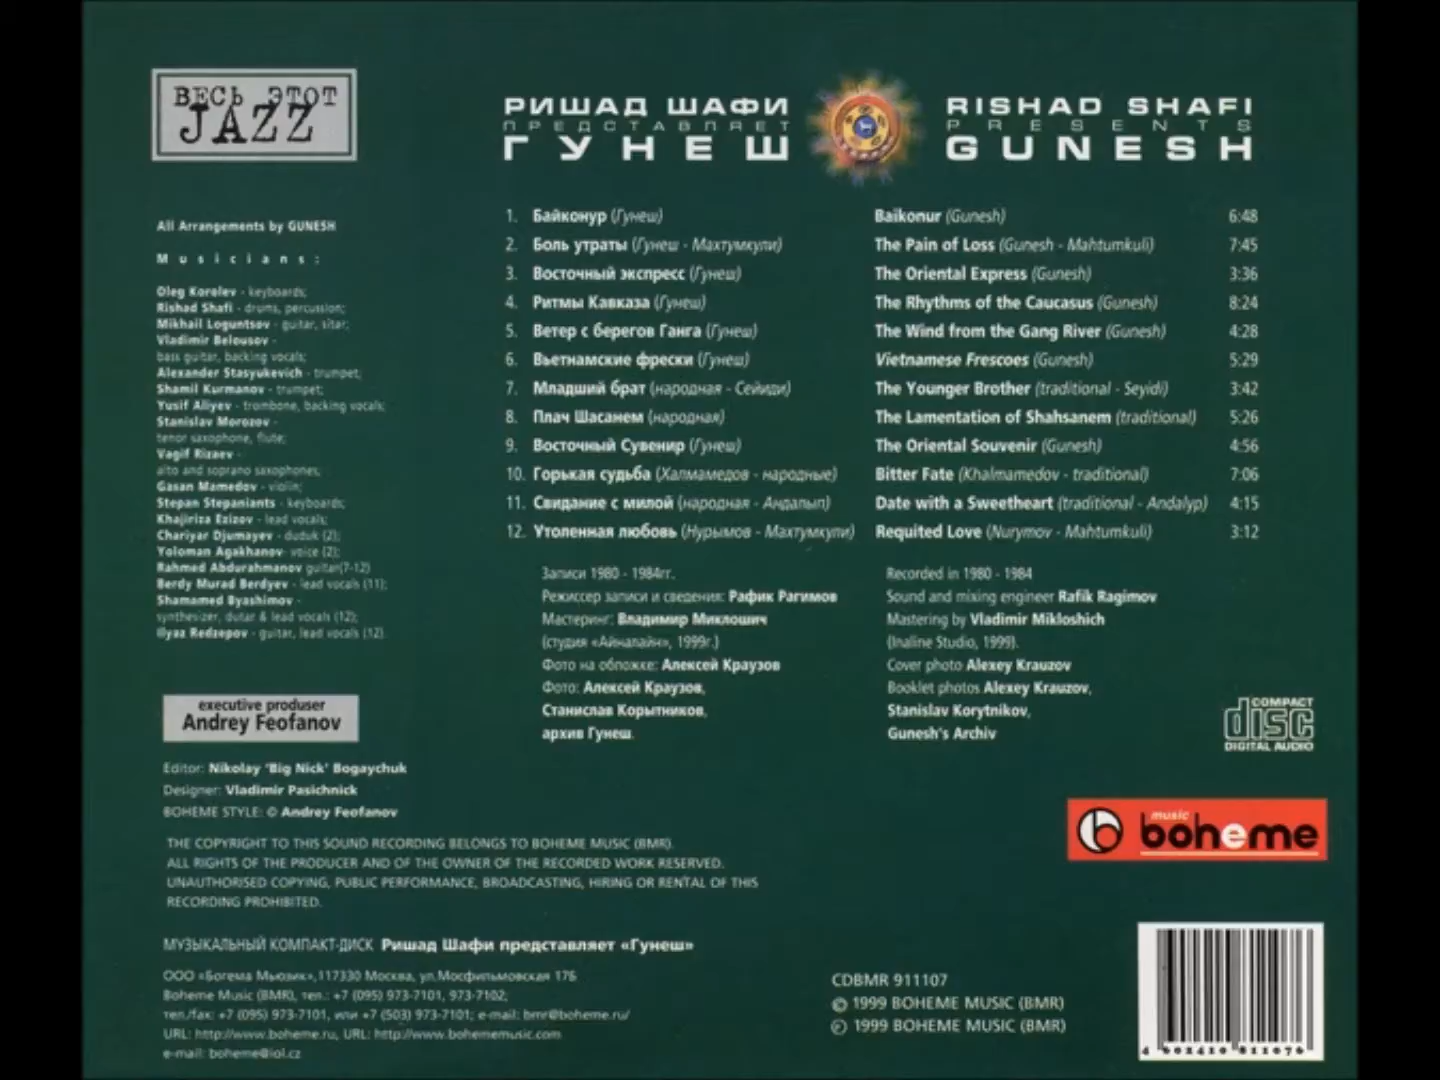 ВЕСЬ ЭТОТ
JAZZ
РИШАД ШАФИ
ПРЕДСТАВЛЯЕТ
ГУНЕШ
RISHAD SHAFI
PRESENTS
GUNESH
All Arrangements by GUNESH
Musicians:
Oleg Korolev - keyboards;
Rishad Shafi - drums, percussion;
Mikhail Loguntsov - guitar, sitar;
Vladimir Belousov -
bass guitar, backing vocals;
Alexander Stasyukevich - trumpet;
Shamil Kurmanov - trumpet;
Yusif Aliyev - trombone, backing vocals;
Stanislav Morozov -
tenor saxophone, flute;
Vagif Rizaev -
alto and soprano saxophones;
Gasan Mamedov - violin;
Stepan Stepaniants - keyboards;
Khajiriza Ezizov - lead vocals;
Chariyar Djumayev - duduk (2);
Yoloman Agakhanov- voice (2);
Rahmed Abdurahmanov guitar(7-12)
Berdy Murad Berdyev - lead vocals (11);
Shamamed Byashimov -
synthesizer, dutar & lead vocals (12);
Ilyaz Redzepov - guitar, lead vocals (12).
1. Байконур (Гунеш) Baikonur (Gunesh) 6:48
2. Боль утраты (Гунеш - Махтумкули) The Pain of Loss (Gunesh - Mahtumkuli) 7:45
3. Восточный экспресс (Гунеш) The Oriental Express (Gunesh) 3:36
4. Ритмы Кавказа (Гунеш) The Rhythms of the Caucasus (Gunesh) 8:24
5. Ветер с берегов Ганга (Гунеш) The Wind from the Gang River (Gunesh) 4:28
6. Вьетнамские фрески (Гунеш) Vietnamese Frescoes (Gunesh) 5:29
7. Младший брат (народная - Сейиди) The Younger Brother (traditional - Seyidi) 3:42
8. Плач Шасанем (народная) The Lamentation of Shahsanem (traditional) 5:26
9. Восточный Сувенир (Гунеш) The Oriental Souvenir (Gunesh) 4:56
10. Горькая судьба (Халмамедов - народные) Bitter Fate (Khalmamedov - traditional) 7:06
11. Свидание с милой (народная - Андалып) Date with a Sweetheart (traditional - Andalyp) 4:15
12. Утоленная любовь (Нурымов - Махтумкули) Requited Love (Nurymov - Mahtumkuli) 3:12
Записи 1980 - 1984гг.
Режиссер записи и сведения: Рафик Рагимов
Мастеринг: Владимир Миклошич
(студия «Айналайн», 1999г.)
Фото на обложке: Алексей Краузов
Фото: Алексей Краузов,
Станислав Корытников,
архив Гунеш.
Recorded in 1980 - 1984
Sound and mixing engineer Rafik Ragimov
Mastering by Vladimir Mikloshich
(Inaline Studio, 1999).
Cover photo Alexey Krauzov
Booklet photos Alexey Krauzov,
Stanislav Korytnikov,
Gunesh's Archiv
executive produser
Andrey Feofanov
Editor: Nikolay 'Big Nick' Bogaychuk
Designer: Vladimir Pasichnick
BOHEME STYLE: © Andrey Feofanov
COMPACT
disc
DIGITAL AUDIO
music
boheme
THE COPYRIGHT TO THIS SOUND RECORDING BELONGS TO BOHEME MUSIC (BMR).
ALL RIGHTS OF THE PRODUCER AND OF THE OWNER OF THE RECORDED WORK RESERVED.
UNAUTHORISED COPYING, PUBLIC PERFORMANCE, BROADCASTING, HIRING OR RENTAL OF THIS
RECORDING PROHIBITED.
МУЗЫКАЛЬНЫЙ КОМПАКТ-ДИСК Ришад Шафи представляет «Гунеш»
ООО «Богема Мьюзик»,117330 Москва, ул.Мосфильмовская 17Б
Boheme Music (BMR), тел.: +7 (095) 973-7101, 973-7102;
тел./fax: +7 (095) 973-7101, или +7 (503) 973-7101; e-mail: bmr@boheme.ru/
URL: http://www.boheme.ru, URL: http://www.bohememusic.com
e-mail: boheme@iol.cz
CDBMR 911107
© 1999 BOHEME MUSIC (BMR)
℗ 1999 BOHEME MUSIC (BMR)
4 601410 911076